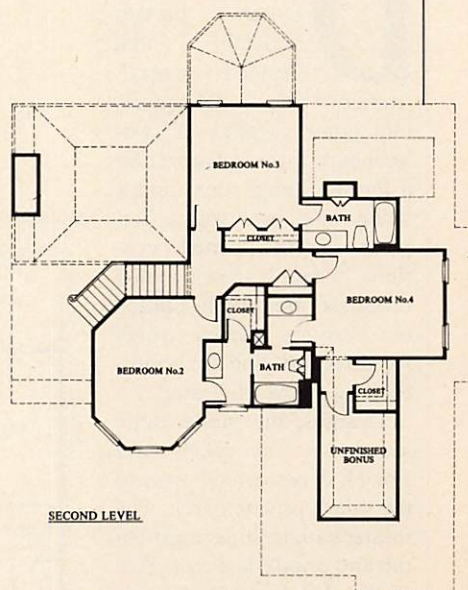 BEDROOM No.3
BATH
CLOSET
BEDROOM No.4
CLOSET
BEDROOM No.2
BATH
CLOSET
UNFINISHED
BONUS
SECOND LEVEL